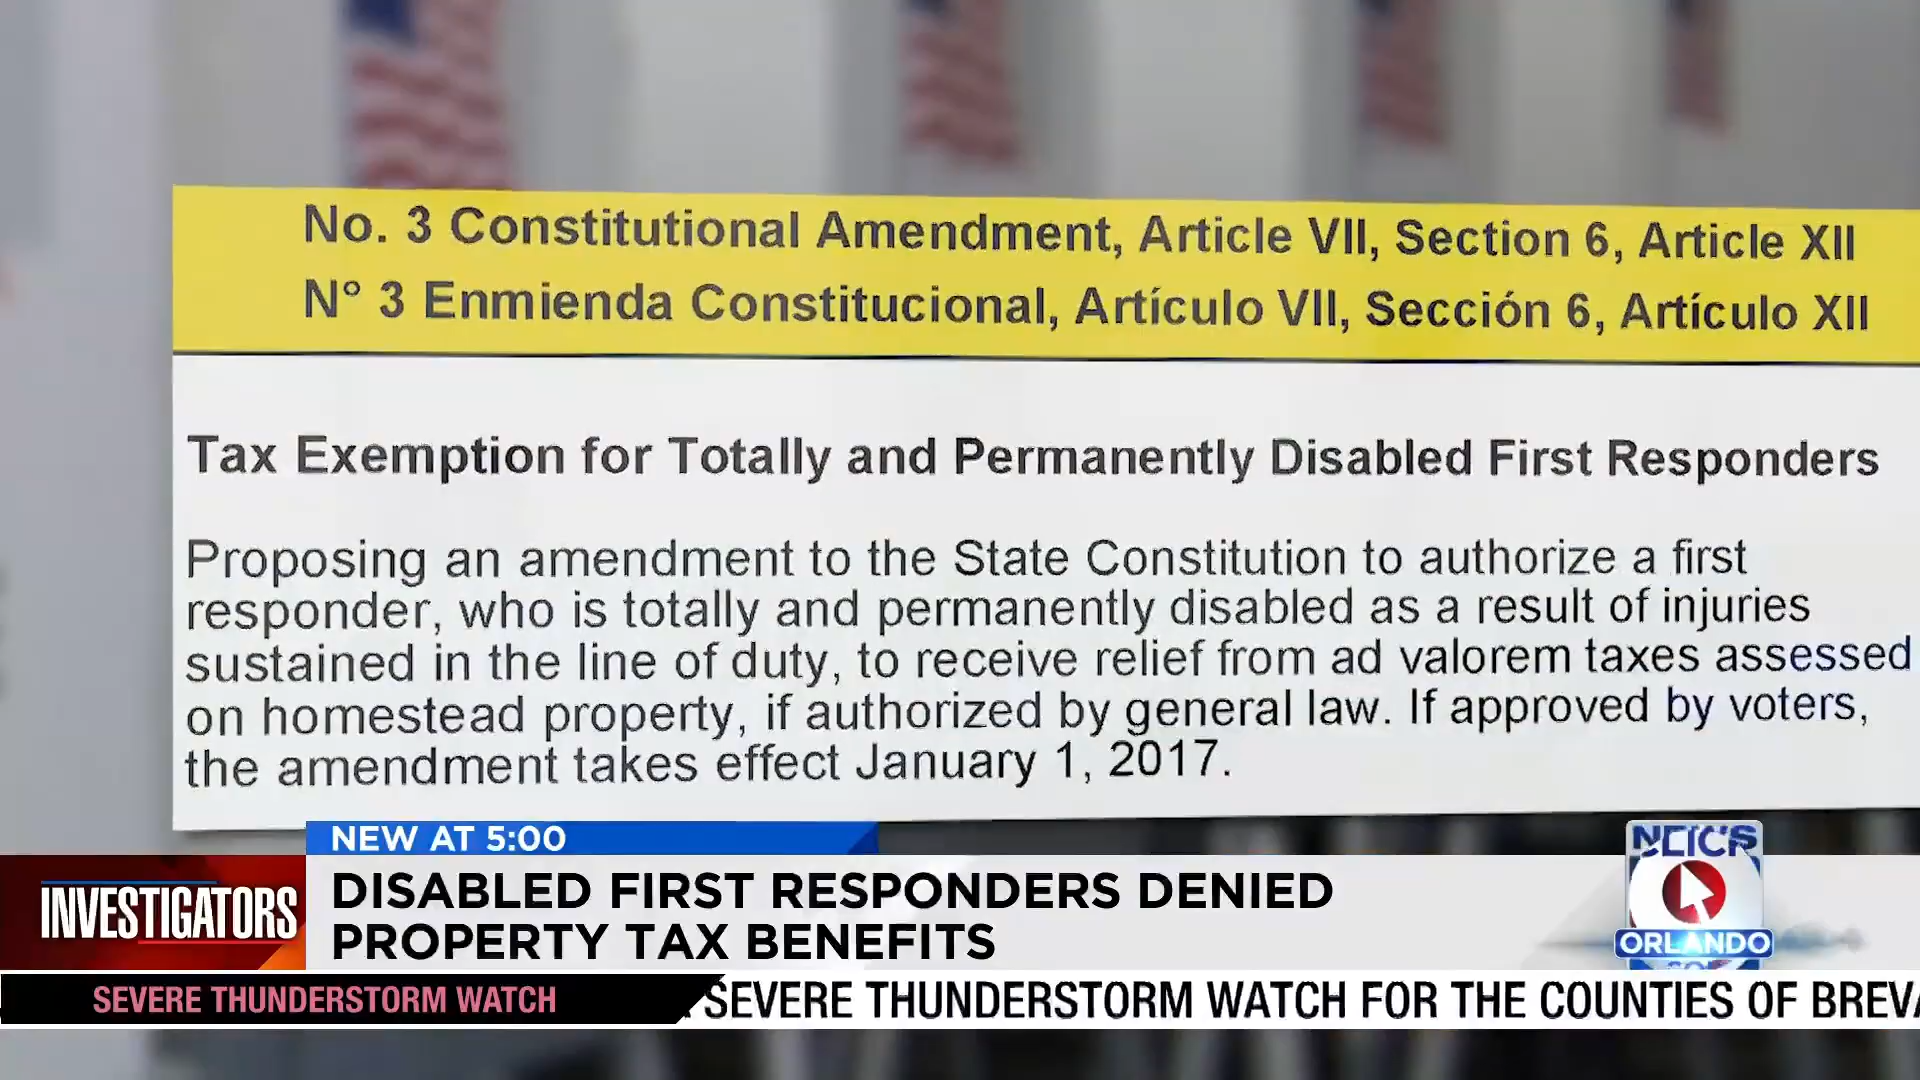 No. 3 Constitutional Amendment, Article VII, Section 6, Article XII
N° 3 Enmienda Constitucional, Artículo VII, Sección 6, Artículo XII
Tax Exemption for Totally and Permanently Disabled First Responders
Proposing an amendment to the State Constitution to authorize a first
responder, who is totally and permanently disabled as a result of injuries
sustained in the line of duty, to receive relief from ad valorem taxes assessed
on homestead property, if authorized by general law. If approved by voters,
the amendment takes effect January 1, 2017.
NEW AT 5:00
INVESTIGATORS
DISABLED FIRST RESPONDERS DENIED
PROPERTY TAX BENEFITS
ORLANDO
SEVERE THUNDERSTORM WATCH
SEVERE THUNDERSTORM WATCH FOR THE COUNTIES OF BREVA